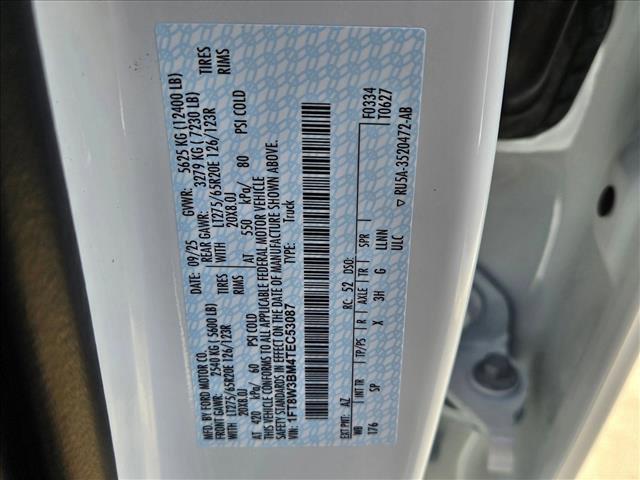 MFD. BY FORD MOTOR CO.
DATE: 09/25 GVWR: 5625 KG (12400 LB)
FRONT GAWR: 2540 KG (5600 LB) REAR GAWR: 3279 KG (7230 LB)
LT275/65R20E 126/123R TIRES WITH LT275/65R20E 126/123R TIRES
20X8.0J RIMS 20X8.0J RIMS
AT 420 kPa/ 60 PSI COLD AT 550 kPa/ 80 PSI COLD
THIS VEHICLE CONFORMS TO ALL APPLICABLE FEDERAL MOTOR VEHICLE
SAFETY STANDARDS IN EFFECT ON THE DATE OF MANUFACTURE SHOWN ABOVE.
VIN: 1FT8W3BM4TEC53087
TYPE: Truck
F0334
T0627
EXT PNT: AZ RC: 52 DSO:
WB INT TR TP/PS R AXLE TR SPR
176 SP X 3H G LLNN
ULC
RU5A-3520472-AB